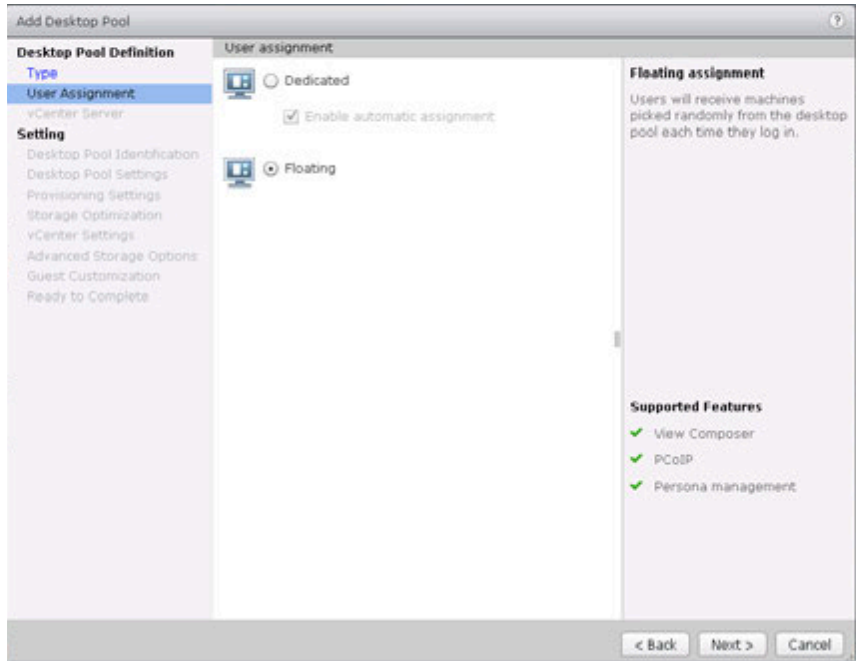 Add Desktop Pool
?
Desktop Pool Definition
Type
User Assignment
vCenter Server
Setting
Desktop Pool Identification
Desktop Pool Settings
Provisioning Settings
Storage Optimization
vCenter Settings
Advanced Storage Options
Guest Customization
Ready to Complete
User assignment
Dedicated
Enable automatic assignment
Floating
Floating assignment
Users will receive machines
picked randomly from the desktop
pool each time they log in.
Supported Features
View Composer
PCoIP
Persona management
< Back
Next >
Cancel